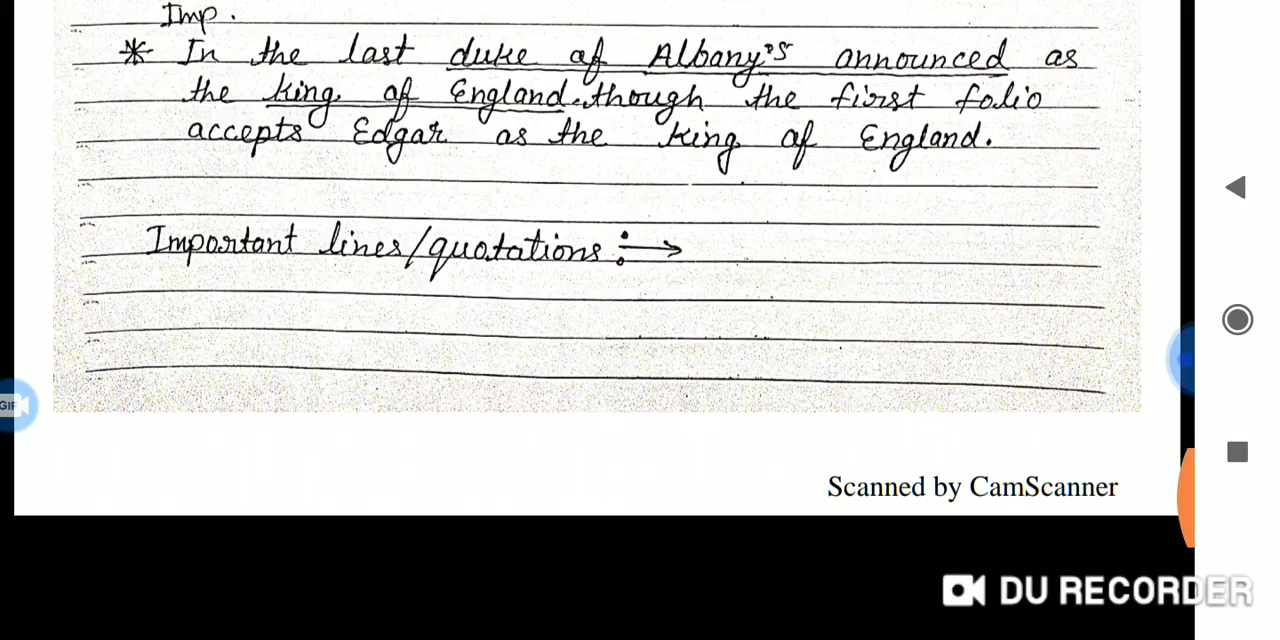 Imp.
* In the last duke of Albany's announced as
the king of England. though the first folio
accepts Edgar as the King of England.
Important lines/quotations :→
GIF
Scanned by CamScanner
DU RECORDER